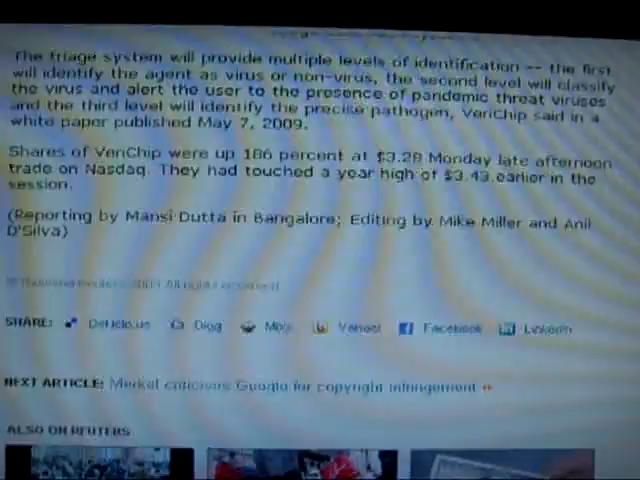 The triage system will provide multiple levels of identification -- the first
will identify the agent as virus or non-virus, the second level will classify
the virus and alert the user to the presence of pandemic threat viruses
and the third level will identify the precise pathogen, VeriChip said in a
white paper published May 7, 2009.
Shares of VeriChip were up 186 percent at $3.28 Monday late afternoon
trade on Nasdaq. They had touched a year high of $3.43 earlier in the
session.
(Reporting by Mansi Dutta in Bangalore; Editing by Mike Miller and Anil
D'Silva)
All rights reserved
SHARE: Del.icio.us Digg Mixx Yahoo! Facebook LinkedIn
NEXT ARTICLE: Merkel criticises Google for copyright infringement
ALSO ON REUTERS